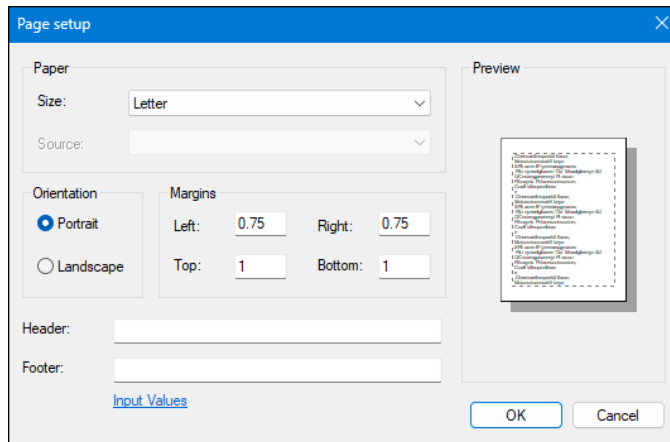 Page setup
Paper
Size:
Letter
Source:
Orientation
Portrait
Landscape
Margins
Left:
0.75
Right:
0.75
Top:
1
Bottom:
1
Header:
Footer:
Input Values
Preview
OK
Cancel